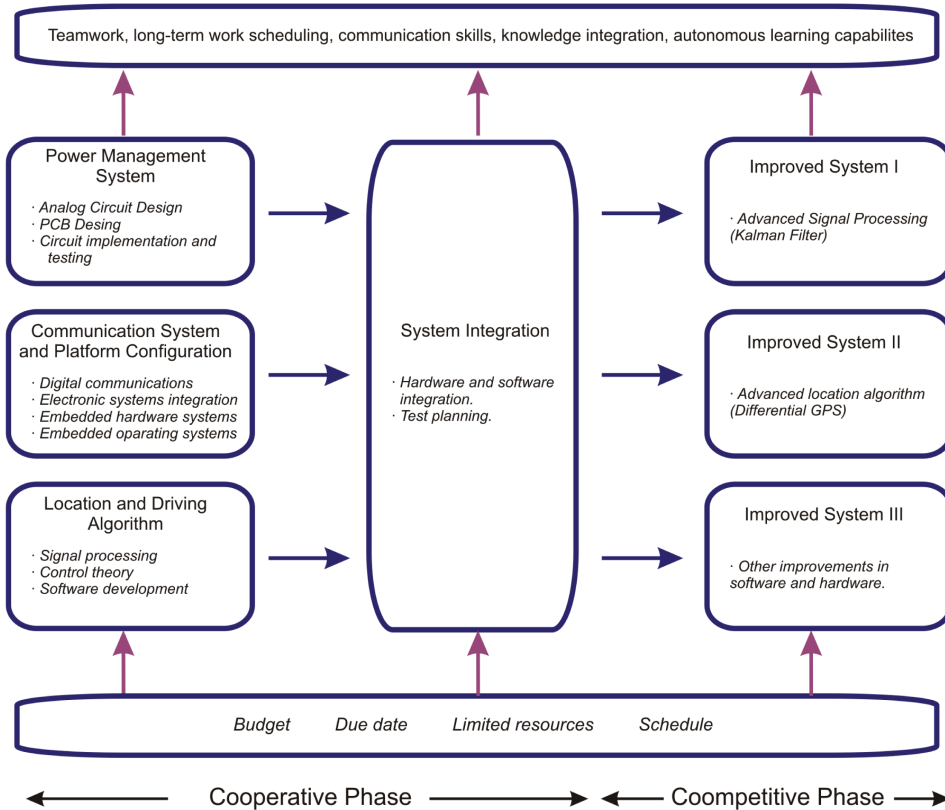 Teamwork, long-term work scheduling, communication skills, knowledge integration, autonomous learning capabilites
Power Management
System
· Analog Circuit Design
· PCB Desing
· Circuit implementation and
testing
Communication System
and Platform Configuration
· Digital communications
· Electronic systems integration
· Embedded hardware systems
· Embedded oparating systems
Location and Driving
Algorithm
· Signal processing
· Control theory
· Software development
System Integration
· Hardware and software
integration.
· Test planning.
Improved System I
· Advanced Signal Processing
(Kalman Filter)
Improved System II
· Advanced location algorithm
(Differential GPS)
Improved System III
· Other improvements in
software and hardware.
Budget Due date Limited resources Schedule
Cooperative Phase Coompetitive Phase